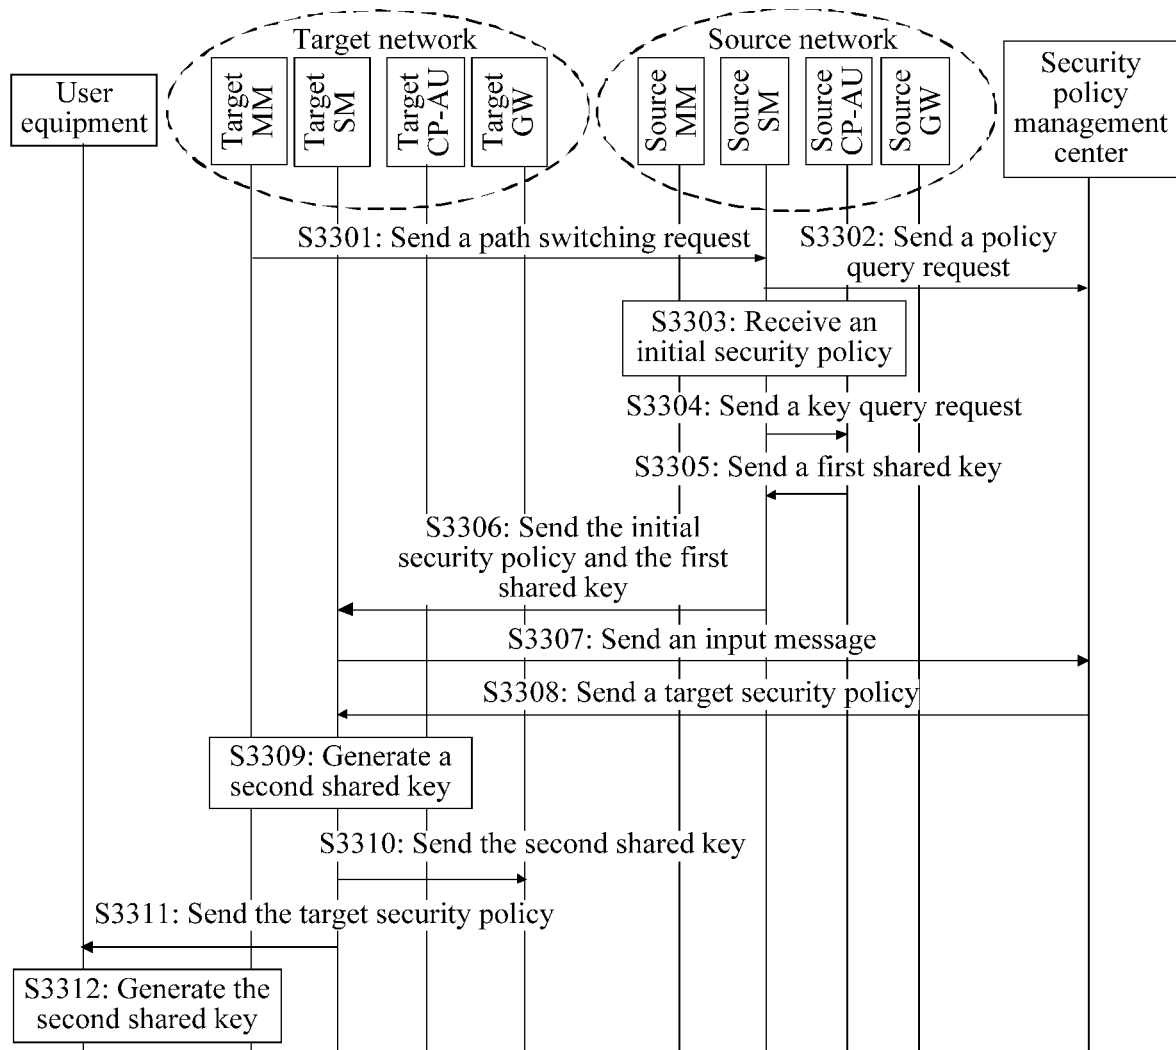 Target network
Source network
User
equipment
Target
MM
Target
SM
Target
CP-AU
Target
GW
Source
MM
Source
SM
Source
CP-AU
Source
GW
Security
policy
management
center
S3301: Send a path switching request
S3302: Send a policy
query request
S3303: Receive an
initial security policy
S3304: Send a key query request
S3305: Send a first shared key
S3306: Send the initial
security policy and the first
shared key
S3307: Send an input message
S3308: Send a target security policy
S3309: Generate a
second shared key
S3310: Send the second shared key
S3311: Send the target security policy
S3312: Generate the
second shared key